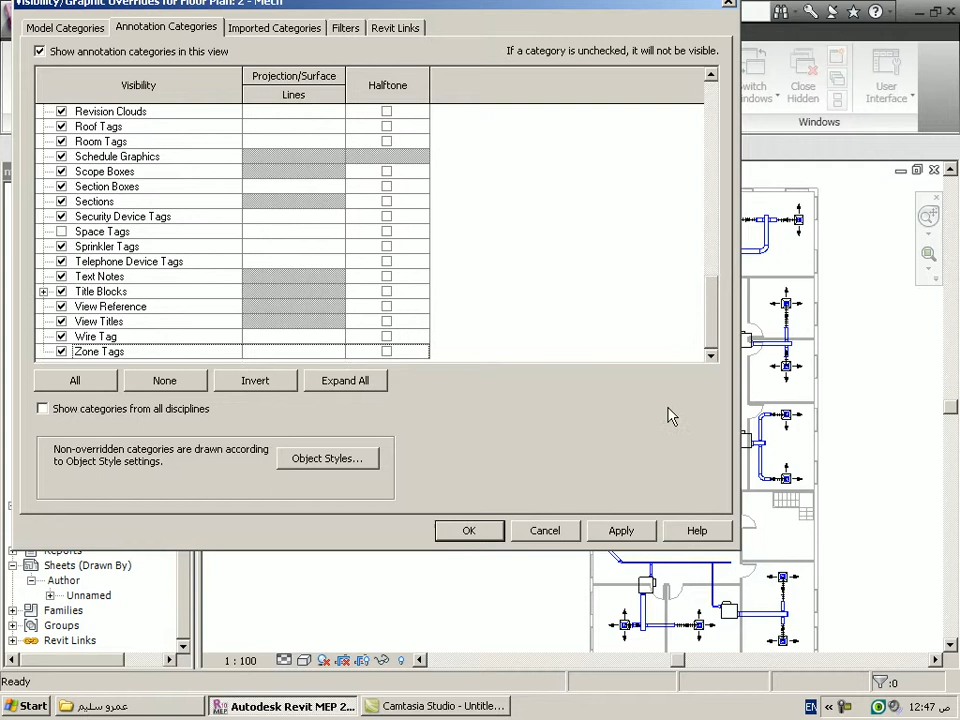 Visibility/Graphic Overrides for Floor Plan: 2 - Mech
Model Categories
Annotation Categories
Imported Categories
Filters
Revit Links
Show annotation categories in this view
If a category is unchecked, it will not be visible.
Visibility
Projection/Surface
Lines
Halftone
Revision Clouds
Roof Tags
Room Tags
Schedule Graphics
Scope Boxes
Section Boxes
Sections
Security Device Tags
Space Tags
Sprinkler Tags
Telephone Device Tags
Text Notes
Title Blocks
View Reference
View Titles
Wire Tag
Zone Tags
All
None
Invert
Expand All
Show categories from all disciplines
Non-overridden categories are drawn according
to Object Style settings.
Object Styles...
OK
Cancel
Apply
Help
Switch
Windows
Close
Hidden
User
Interface
Windows
Reports
Sheets (Drawn By)
Author
Unnamed
Families
Groups
Revit Links
1 : 100
Ready
:0
Start
عمرو سليم
Autodesk Revit MEP 2...
Camtasia Studio - Untitle...
EN
12:47 ص